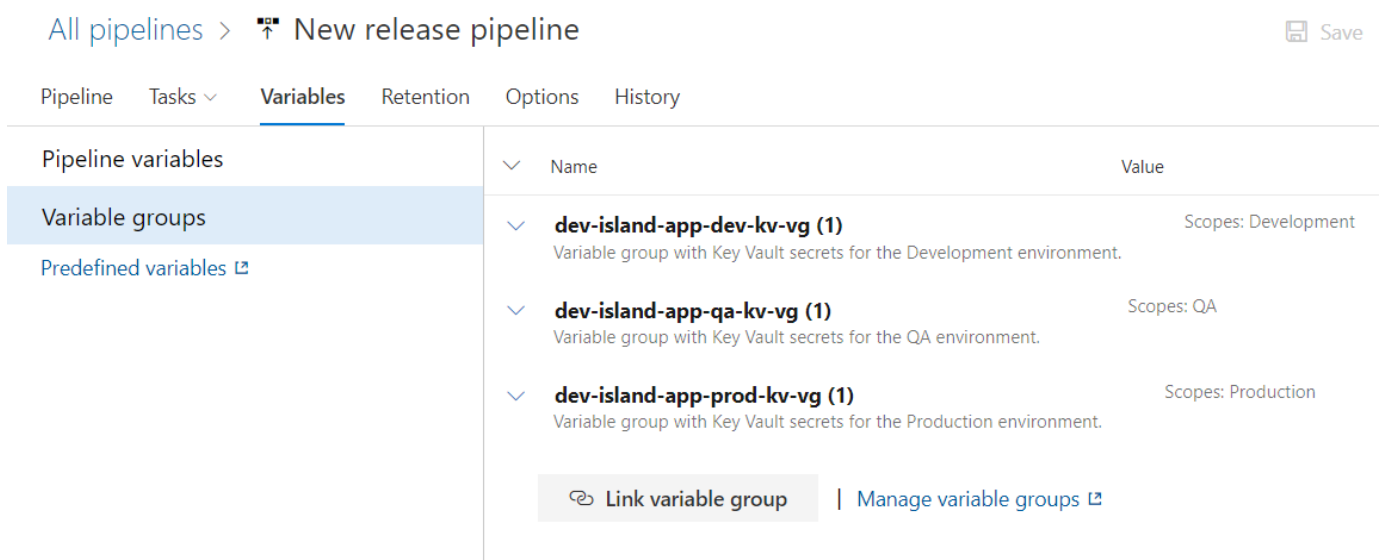 All pipelines > New release pipeline
Save
Pipeline Tasks Variables Retention Options History
Pipeline variables
Variable groups
Predefined variables
Name Value
dev-island-app-dev-kv-vg (1) Scopes: Development
Variable group with Key Vault secrets for the Development environment.
dev-island-app-qa-kv-vg (1) Scopes: QA
Variable group with Key Vault secrets for the QA environment.
dev-island-app-prod-kv-vg (1) Scopes: Production
Variable group with Key Vault secrets for the Production environment.
Link variable group | Manage variable groups